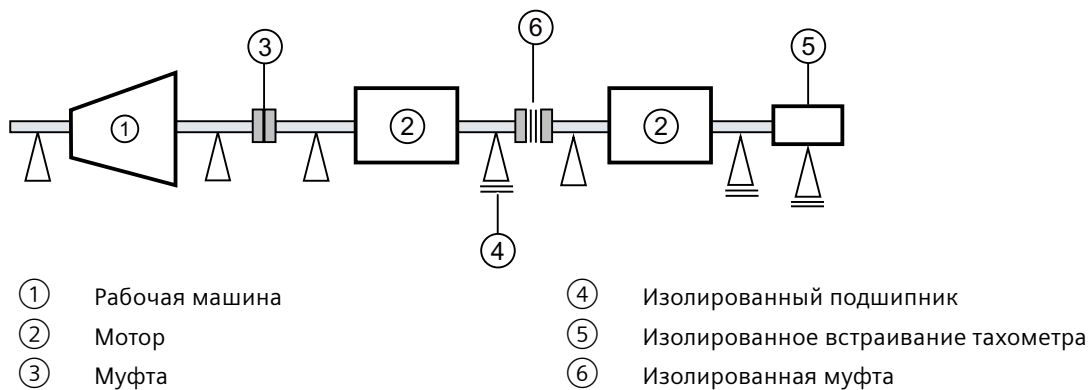 6
3
5
1
2
2
4
1 Рабочая машина
2 Мотор
3 Муфта
4 Изолированный подшипник
5 Изолированное встраивание тахометра
6 Изолированная муфта